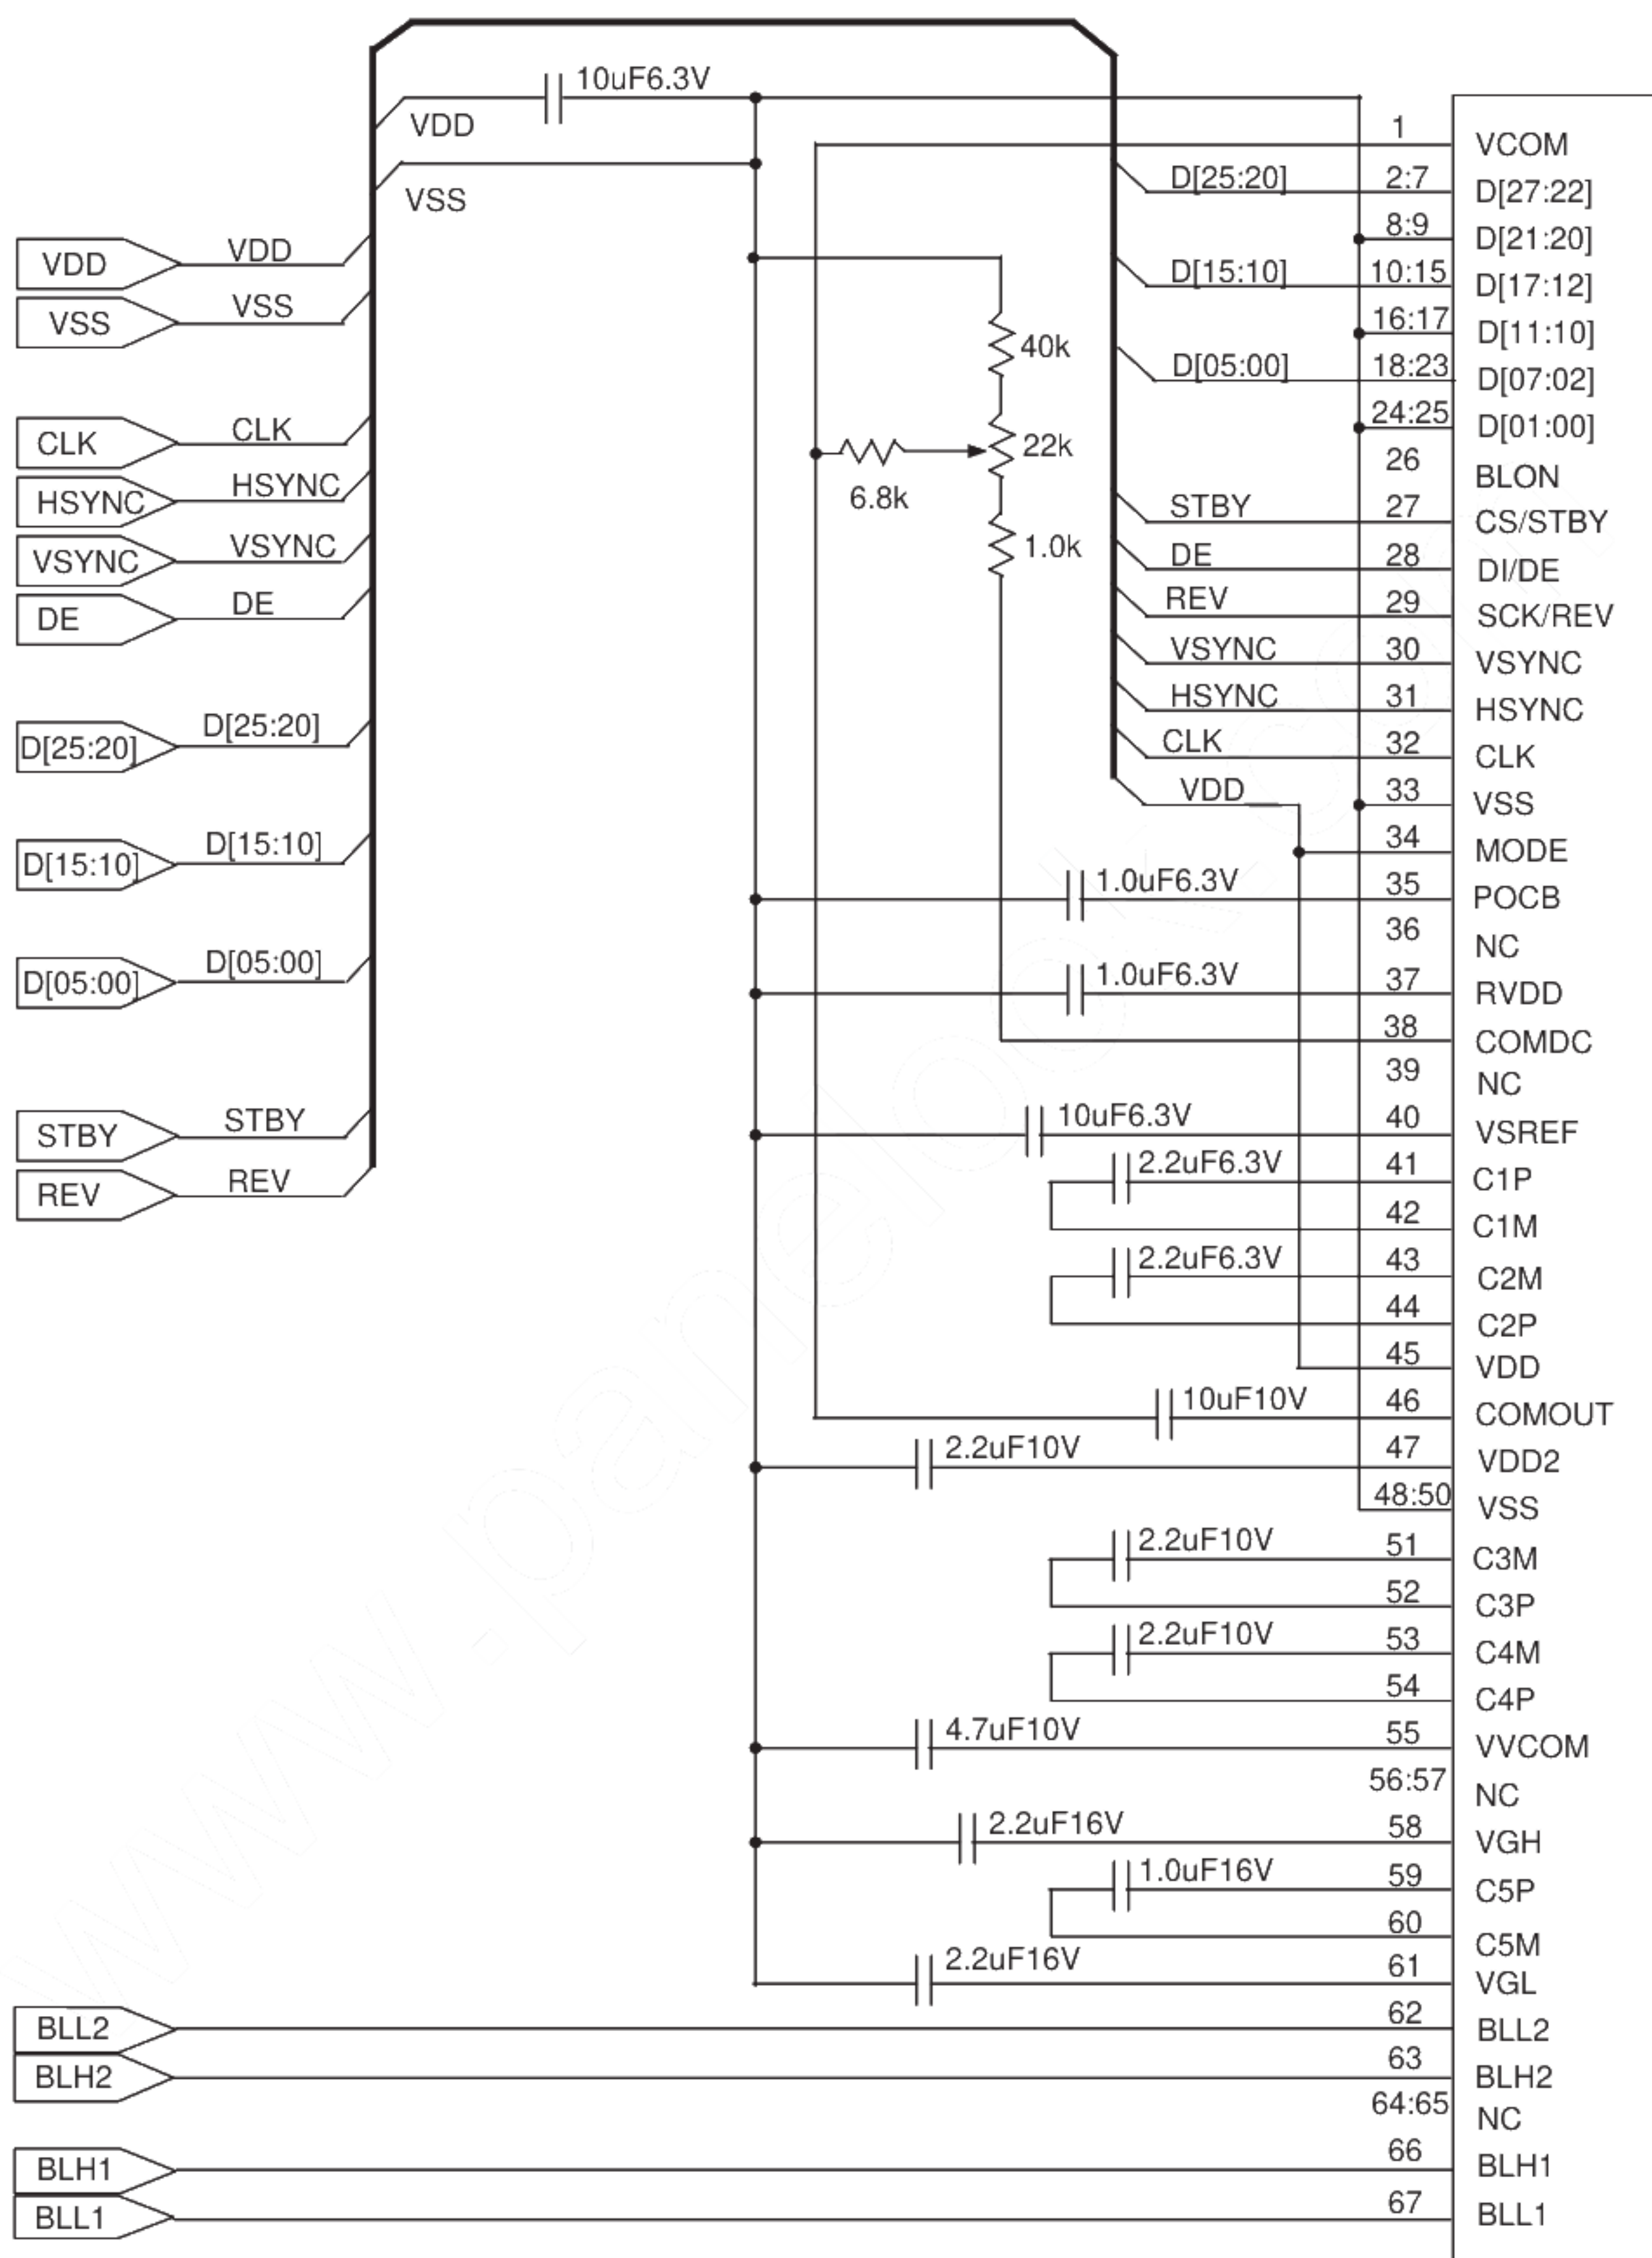 10uF6.3V
VDD
VSS
VDD VDD
VSS VSS
CLK CLK
HSYNC HSYNC
VSYNC VSYNC
DE DE
D[25:20] D[25:20]
D[15:10] D[15:10]
D[05:00] D[05:00]
STBY STBY
REV REV
40k
22k
6.8k
1.0k
1 VCOM
D[25:20] 2:7 D[27:22]
8:9 D[21:20]
D[15:10] 10:15 D[17:12]
16:17 D[11:10]
D[05:00] 18:23 D[07:02]
24:25 D[01:00]
26 BLON
STBY 27 CS/STBY
DE 28 DI/DE
REV 29 SCK/REV
VSYNC 30 VSYNC
HSYNC 31 HSYNC
CLK 32 CLK
VDD 33 VSS
34 MODE
1.0uF6.3V 35 POCB
36 NC
1.0uF6.3V 37 RVDD
38 COMDC
39 NC
10uF6.3V 40 VSREF
2.2uF6.3V 41 C1P
42 C1M
2.2uF6.3V 43 C2M
44 C2P
45 VDD
10uF10V 46 COMOUT
2.2uF10V 47 VDD2
48:50 VSS
2.2uF10V 51 C3M
52 C3P
2.2uF10V 53 C4M
54 C4P
4.7uF10V 55 VVCOM
56:57 NC
2.2uF16V 58 VGH
1.0uF16V 59 C5P
60 C5M
2.2uF16V 61 VGL
BLL2 62 BLL2
BLH2 63 BLH2
64:65 NC
BLH1 66 BLH1
BLL1 67 BLL1